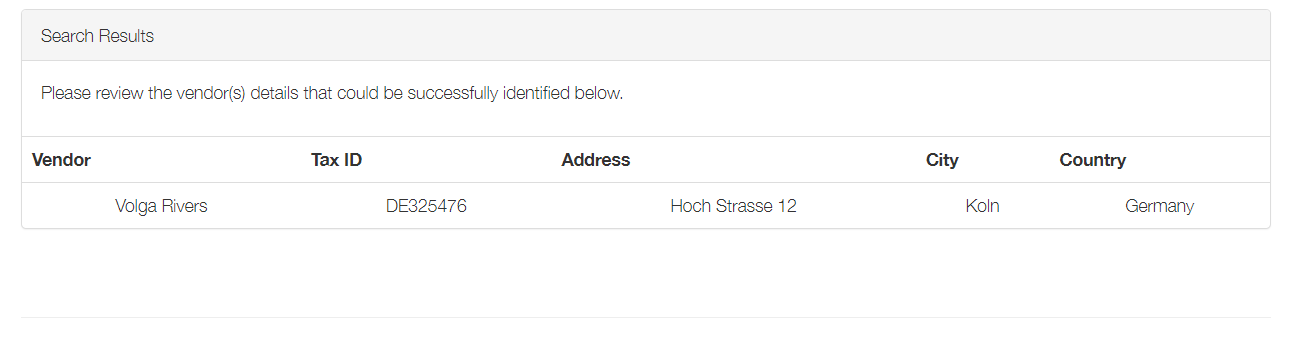 Search Results
Please review the vendor(s) details that could be successfully identified below.
Vendor Tax ID Address City Country
Volga Rivers DE325476 Hoch Strasse 12 Koln Germany